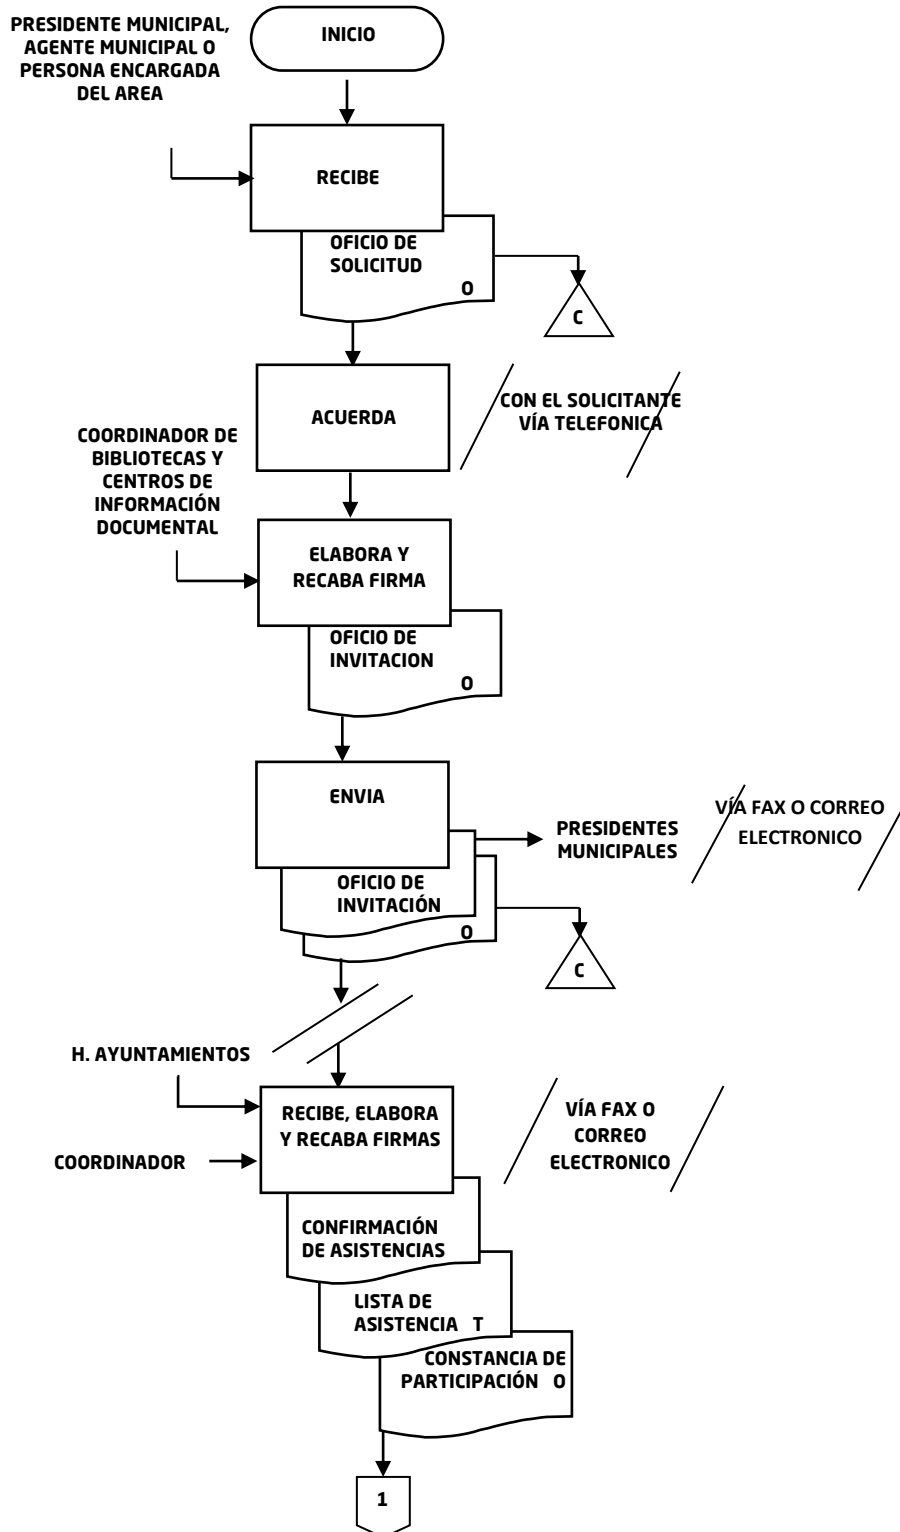 PRESIDENTE MUNICIPAL,
AGENTE MUNICIPAL O
PERSONA ENCARGADA
DEL AREA
INICIO
RECIBE
OFICIO DE
SOLICITUD
O
C
ACUERDA
CON EL SOLICITANTE
VÍA TELEFONICA
COORDINADOR DE
BIBLIOTECAS Y
CENTROS DE
INFORMACIÓN
DOCUMENTAL
ELABORA Y
RECABA FIRMA
OFICIO DE
INVITACION
O
ENVIA
PRESIDENTES
MUNICIPALES
VÍA FAX O CORREO
ELECTRONICO
OFICIO DE
INVITACIÓN
O
C
H. AYUNTAMIENTOS
COORDINADOR
RECIBE, ELABORA
Y RECABA FIRMAS
VÍA FAX O
CORREO
ELECTRONICO
CONFIRMACIÓN
DE ASISTENCIAS
LISTA DE
ASISTENCIA T
CONSTANCIA DE
PARTICIPACIÓN O
1